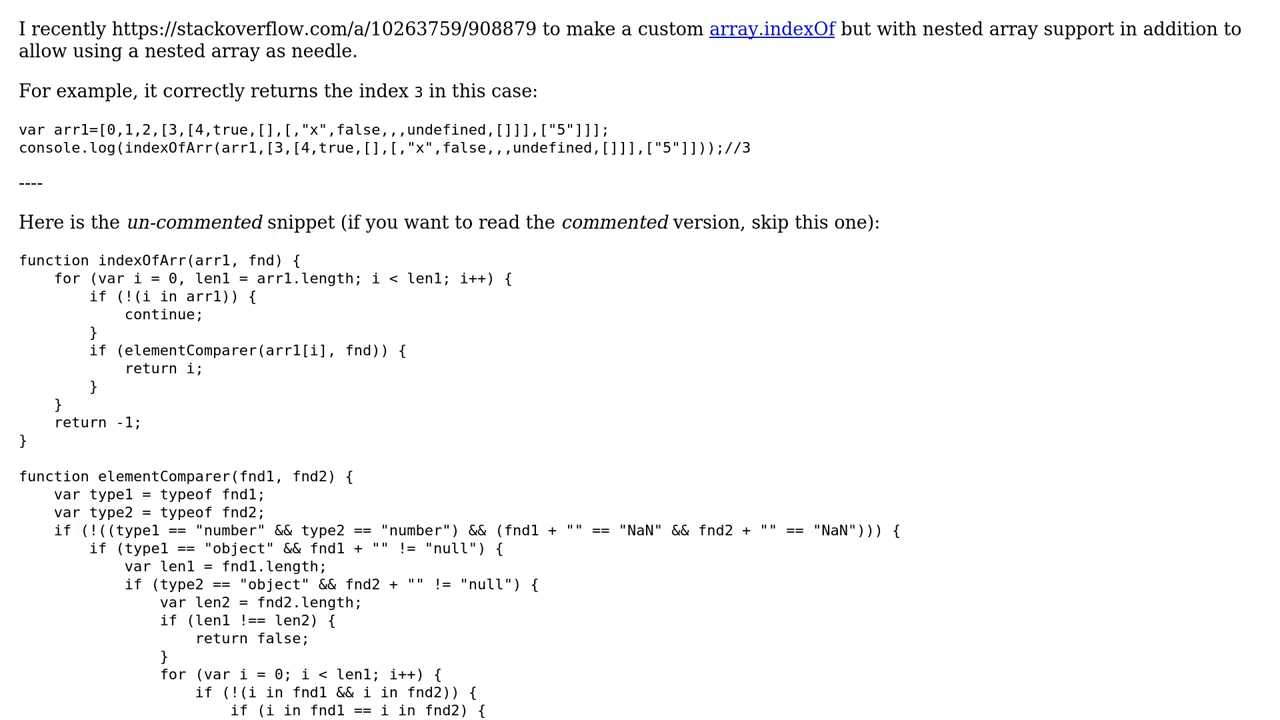 I recently https://stackoverflow.com/a/10263759/908879 to make a custom array.indexOf but with nested array support in addition to
allow using a nested array as needle.
For example, it correctly returns the index 3 in this case:
var arr1=[0,1,2,[3,[4,true,[],[,"x",false,,,undefined,[]]],["5"]]];
console.log(indexOfArr(arr1,[3,[4,true,[],[,"x",false,,,undefined,[]]],["5"]]));//3
----
Here is the un-commented snippet (if you want to read the commented version, skip this one):
function indexOfArr(arr1, fnd) {
    for (var i = 0, len1 = arr1.length; i < len1; i++) {
        if (!(i in arr1)) {
            continue;
        }
        if (elementComparer(arr1[i], fnd)) {
            return i;
        }
    }
    return -1;
}
function elementComparer(fnd1, fnd2) {
    var type1 = typeof fnd1;
    var type2 = typeof fnd2;
    if (!((type1 == "number" && type2 == "number") && (fnd1 + "" == "NaN" && fnd2 + "" == "NaN"))) {
        if (type1 == "object" && fnd1 + "" != "null") {
            var len1 = fnd1.length;
            if (type2 == "object" && fnd2 + "" != "null") {
                var len2 = fnd2.length;
                if (len1 !== len2) {
                    return false;
                }
                for (var i = 0; i < len1; i++) {
                    if (!(i in fnd1 && i in fnd2)) {
                        if (i in fnd1 == i in fnd2) {